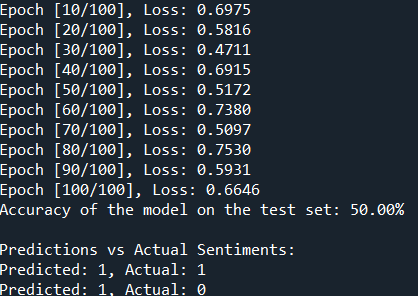 Epoch [10/100], Loss: 0.6975
Epoch [20/100], Loss: 0.5816
Epoch [30/100], Loss: 0.4711
Epoch [40/100], Loss: 0.6915
Epoch [50/100], Loss: 0.5172
Epoch [60/100], Loss: 0.7380
Epoch [70/100], Loss: 0.5097
Epoch [80/100], Loss: 0.7530
Epoch [90/100], Loss: 0.5931
Epoch [100/100], Loss: 0.6646
Accuracy of the model on the test set: 50.00%
Predictions vs Actual Sentiments:
Predicted: 1, Actual: 1
Predicted: 1, Actual: 0